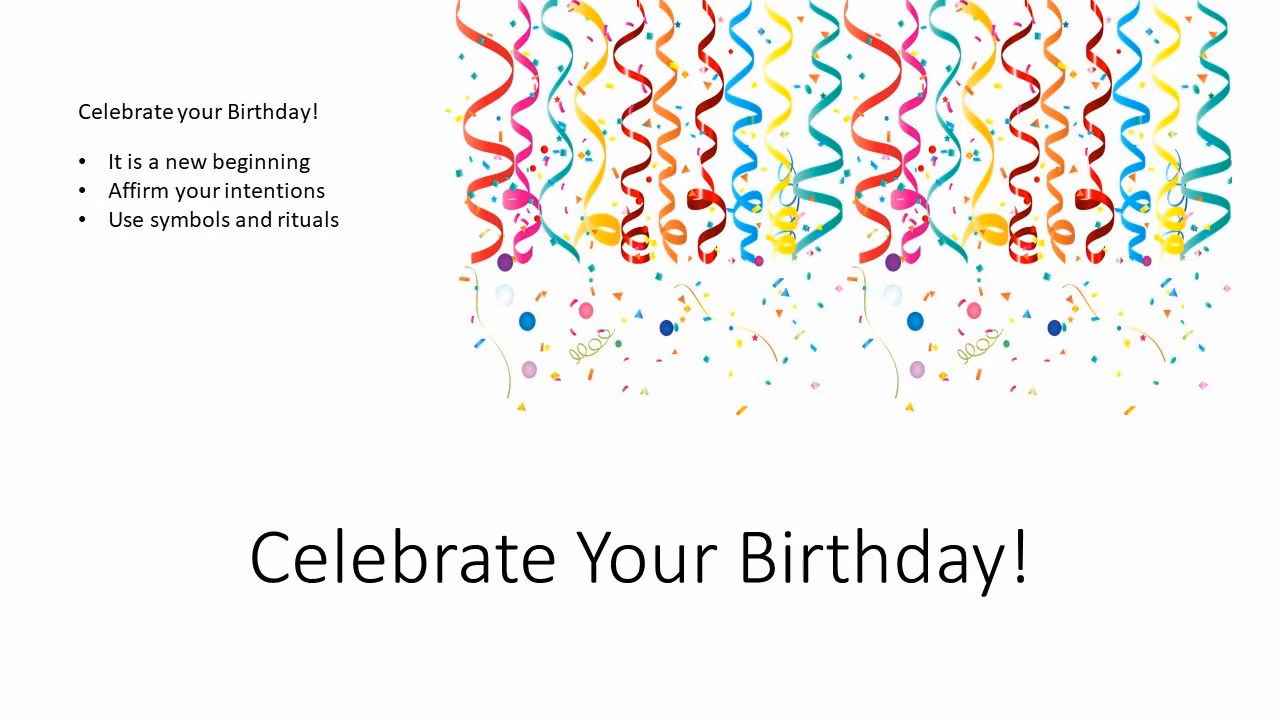 Celebrate your Birthday!
• It is a new beginning
• Affirm your intentions
• Use symbols and rituals
Celebrate Your Birthday!